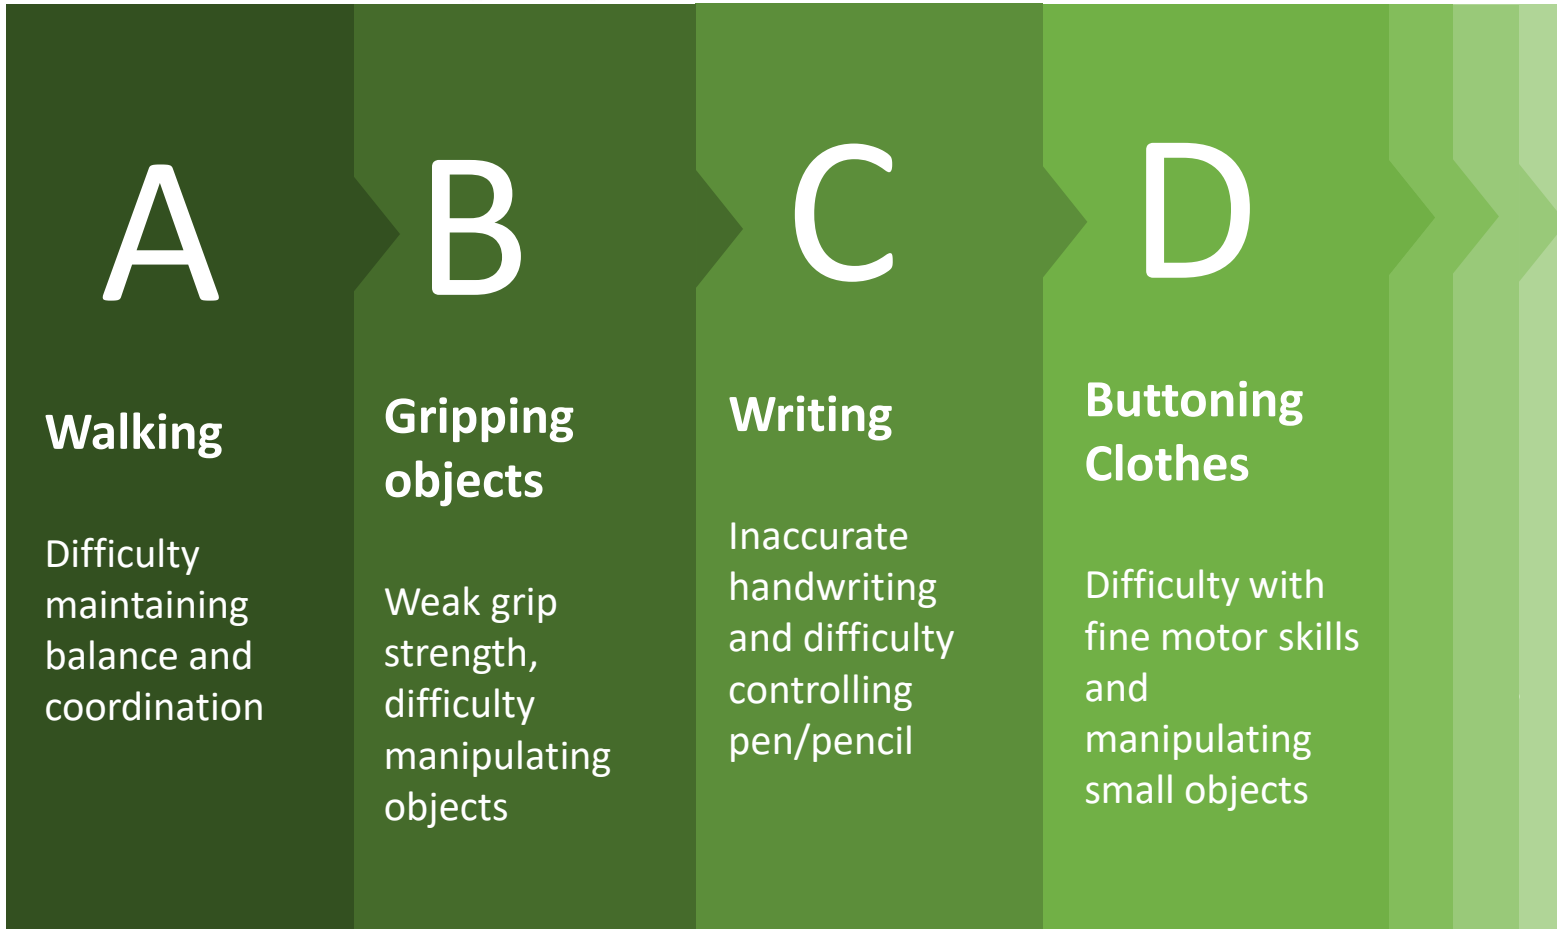 A
Walking
Difficulty
maintaining
balance and
coordination
B
Gripping
objects
Weak grip
strength,
difficulty
manipulating
objects
C
Writing
Inaccurate
handwriting
and difficulty
controlling
pen/pencil
D
Buttoning
Clothes
Difficulty with
fine motor skills
and
manipulating
small objects